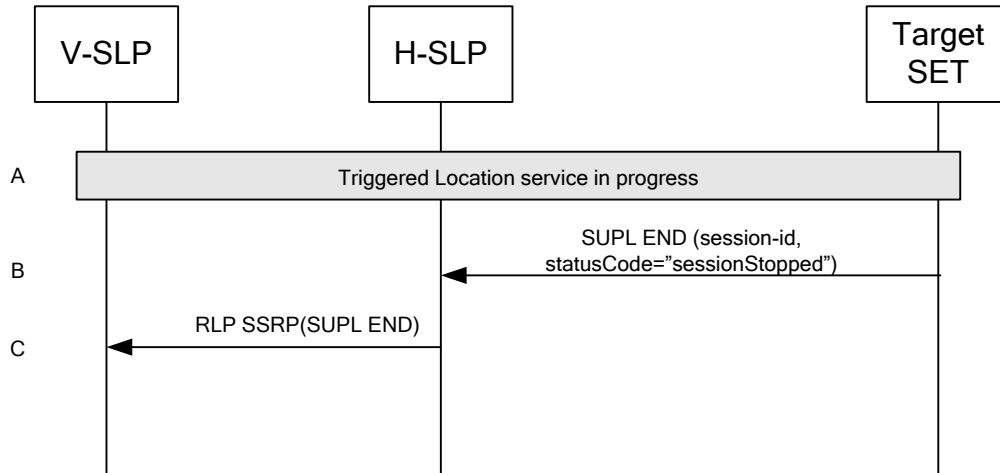 V-SLP
H-SLP
Target
SET
A
Triggered Location service in progress
SUPL END (session-id,
B
statusCode=”sessionStopped”)
RLP SSRP(SUPL END)
C